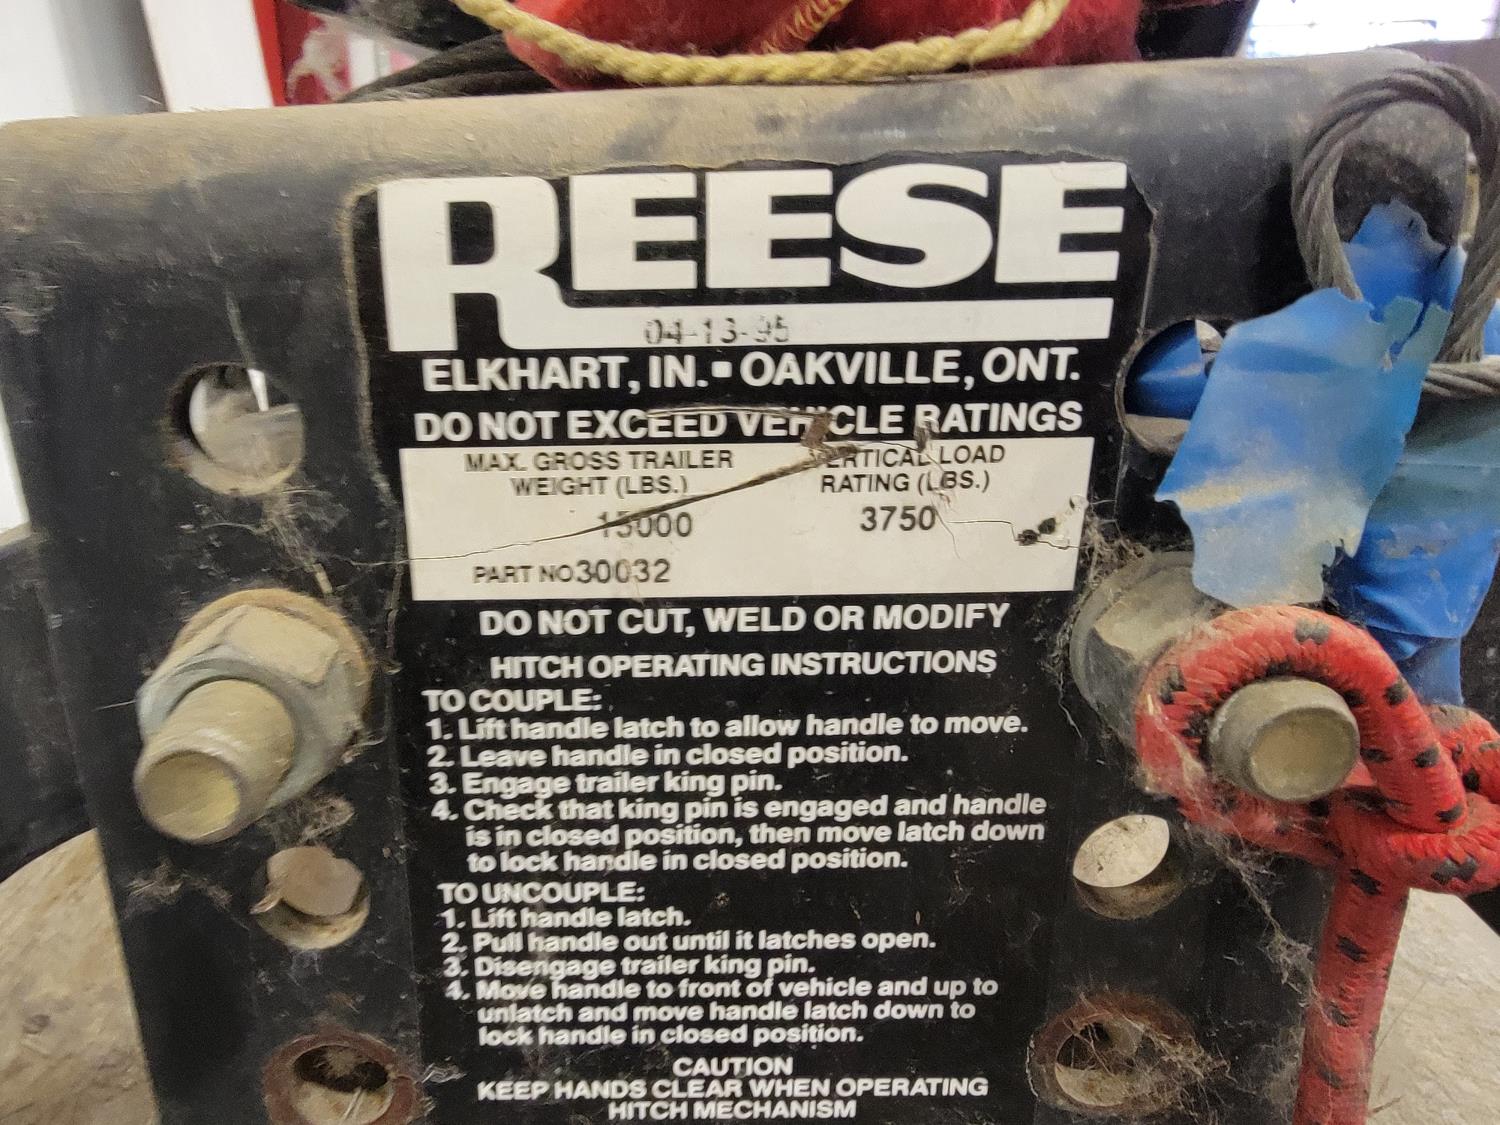 REESE
04-13-95
ELKHART, IN. ▪ OAKVILLE, ONT.
DO NOT EXCEED VEHICLE RATINGS
MAX. GROSS TRAILER WEIGHT (LBS.)
15000
VERTICAL LOAD RATING (LBS.)
3750
PART NO 30032
DO NOT CUT, WELD OR MODIFY
HITCH OPERATING INSTRUCTIONS
TO COUPLE:
1. Lift handle latch to allow handle to move.
2. Leave handle in closed position.
3. Engage trailer king pin.
4. Check that king pin is engaged and handle
is in closed position, then move latch down
to lock handle in closed position.
TO UNCOUPLE:
1. Lift handle latch.
2. Pull handle out until it latches open.
3. Disengage trailer king pin.
4. Move handle to front of vehicle and up to
unlatch and move handle latch down to
lock handle in closed position.
CAUTION
KEEP HANDS CLEAR WHEN OPERATING
HITCH MECHANISM